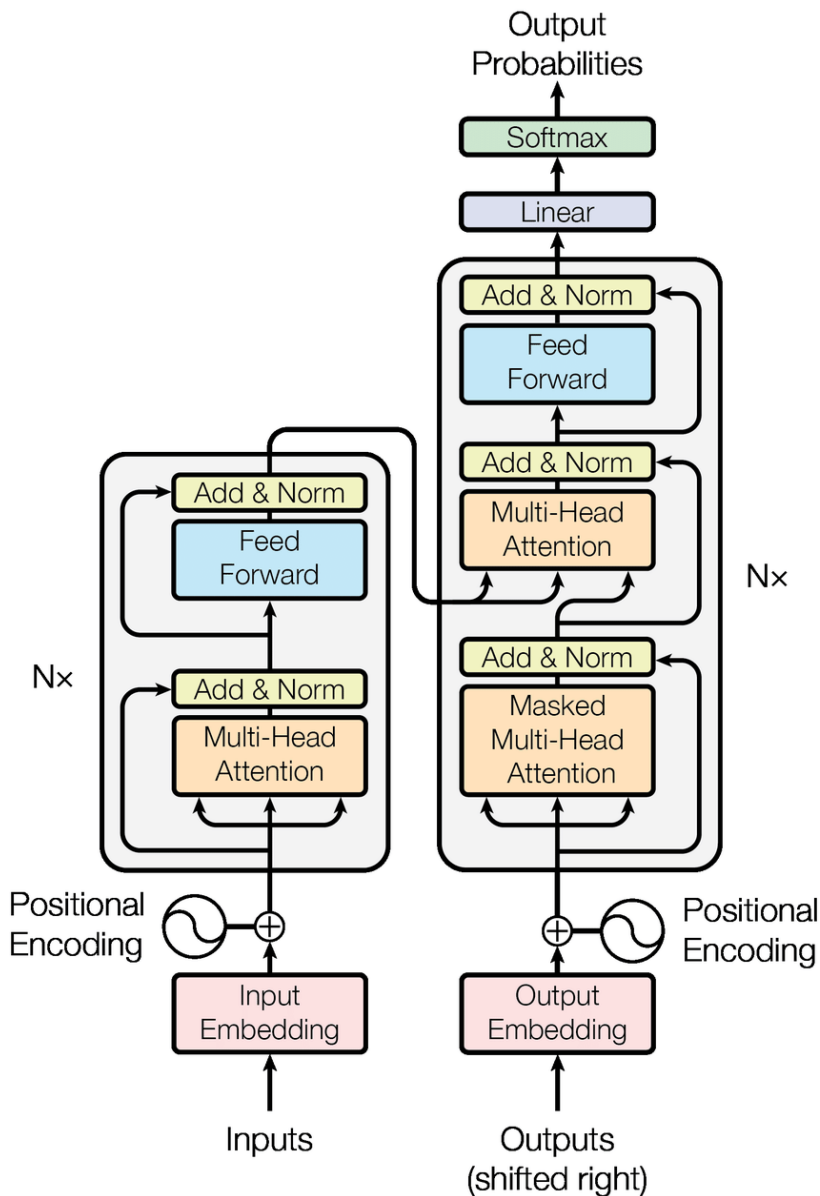 Output
Probabilities
Softmax
Linear
Add & Norm
Feed
Forward
Add & Norm
Multi-Head
Attention
Add & Norm
Masked
Multi-Head
Attention
N×
Add & Norm
Feed
Forward
Add & Norm
Multi-Head
Attention
N×
Positional
Encoding
Positional
Encoding
Input
Embedding
Output
Embedding
Inputs
Outputs
(shifted right)